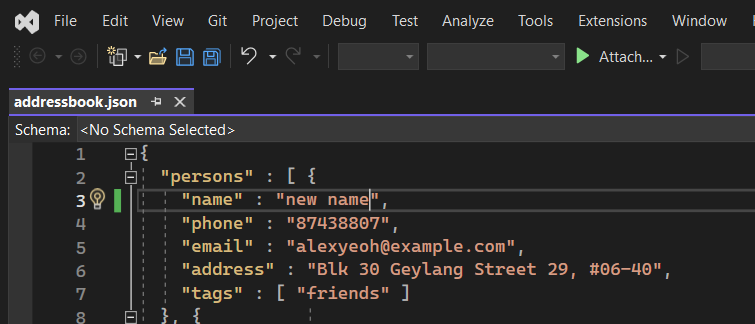 File Edit View Git Project Debug Test Analyze Tools Extensions Window
Attach...
addressbook.json
Schema: <No Schema Selected>
1 {
2 "persons" : [ {
3 "name" : "new name",
4 "phone" : "87438807",
5 "email" : "alexyeoh@example.com",
6 "address" : "Blk 30 Geylang Street 29, #06-40",
7 "tags" : [ "friends" ]
8 }, {